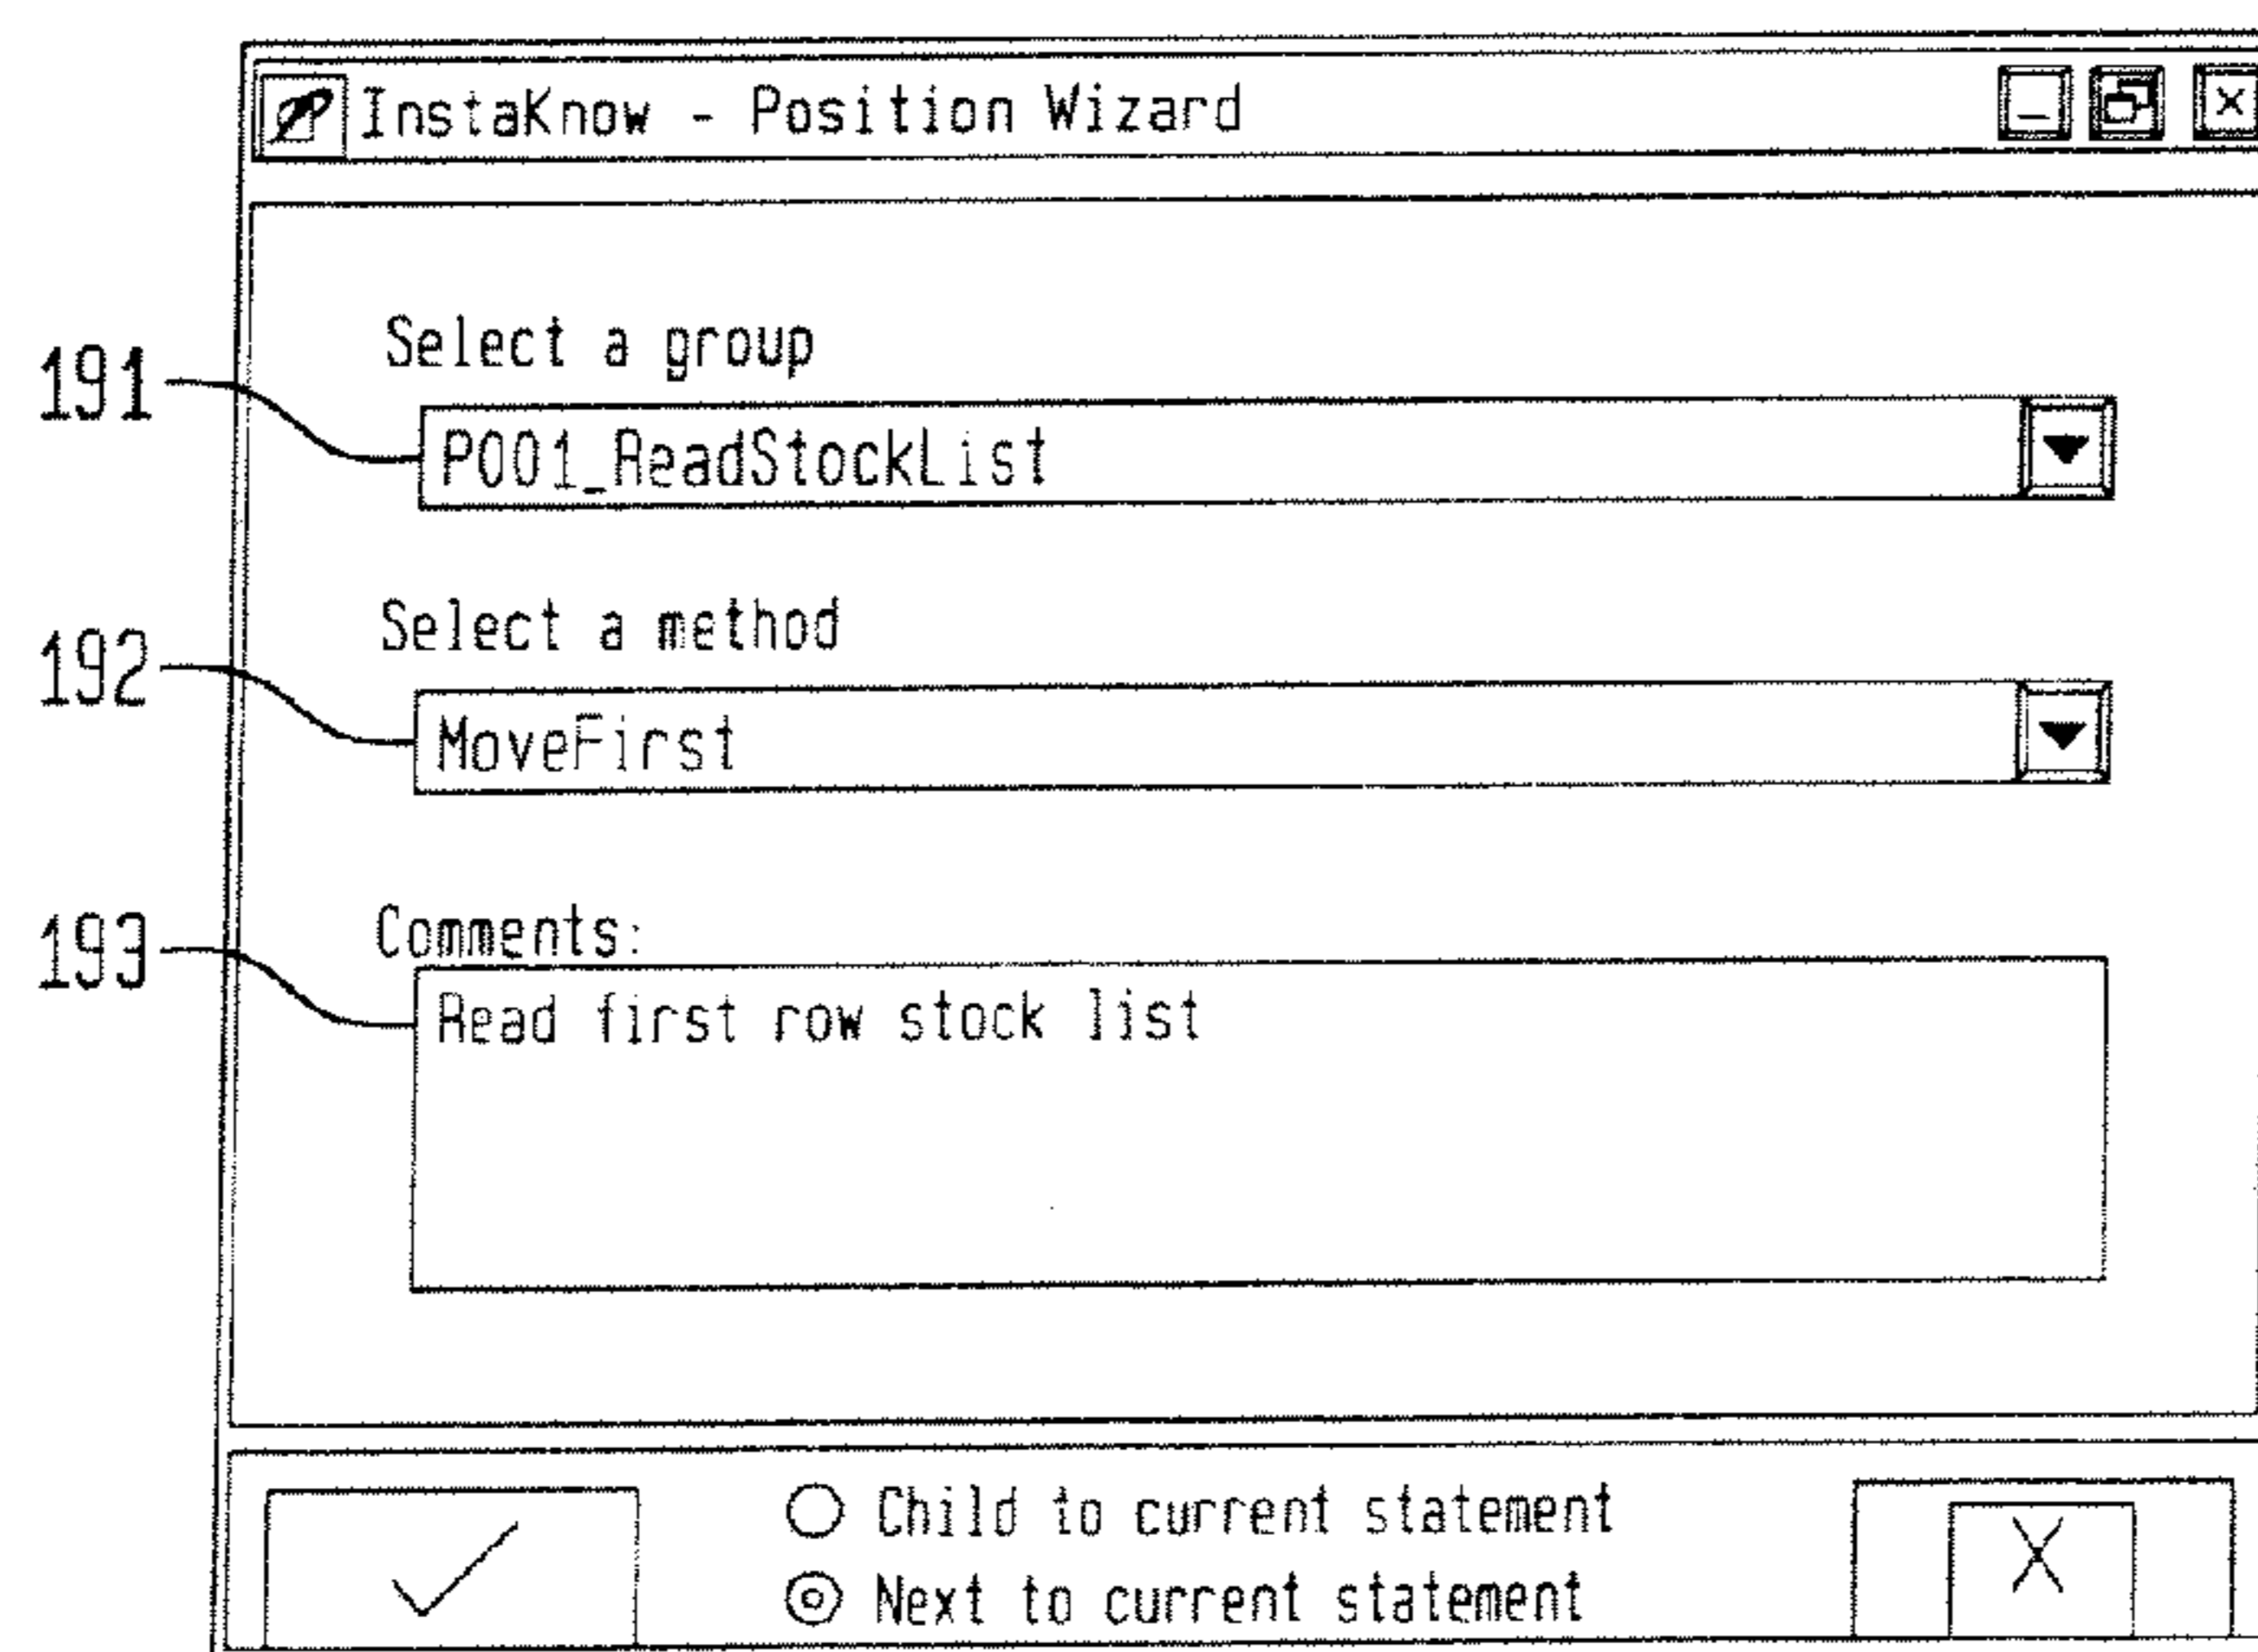 InstaKnow - Position Wizard
Select a group
191
P001_ReadStockList
Select a method
192
MoveFirst
Comments:
193
Read first row stock list
Child to current statement
Next to current statement